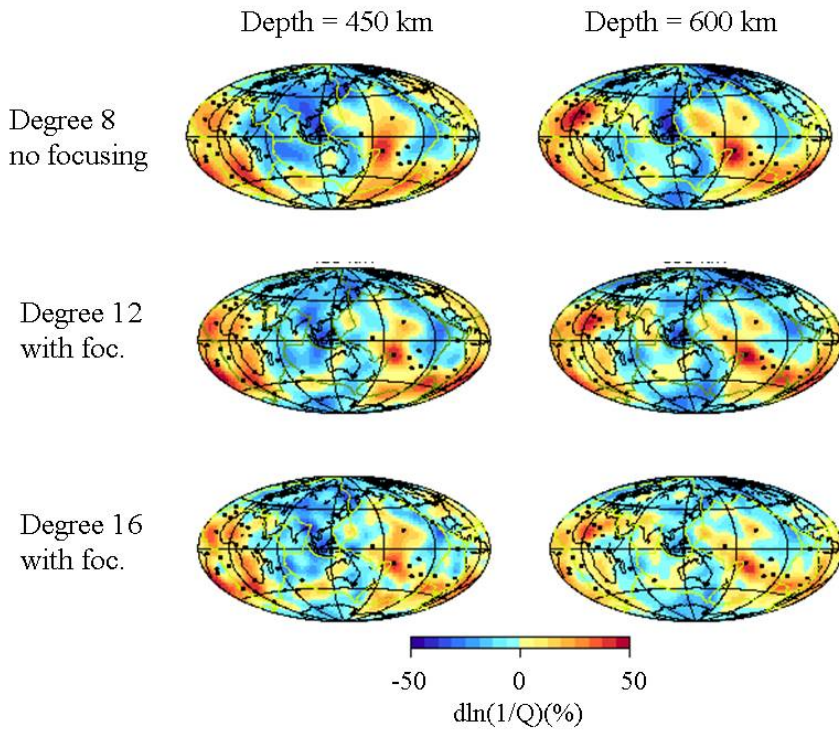 Depth = 450 km
Depth = 600 km
Degree 8
no focusing
Degree 12
with foc.
Degree 16
with foc.
-50
0
50
dln(1/Q)(%)